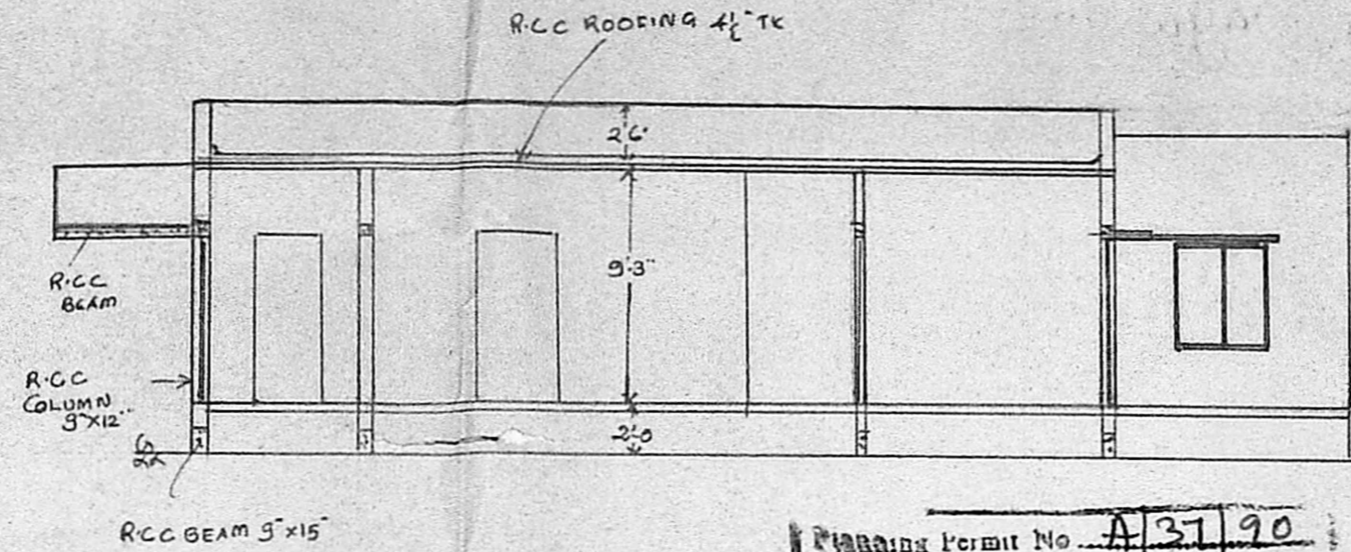 R.C.C ROOFING 4½" TK
2'6"
9'3"
R.C.C
BEAM
R.C.C
COLUMN
9"X12"
2'-0
R.C.C BEAM 9"x15"
Planning Permit No A/37/90